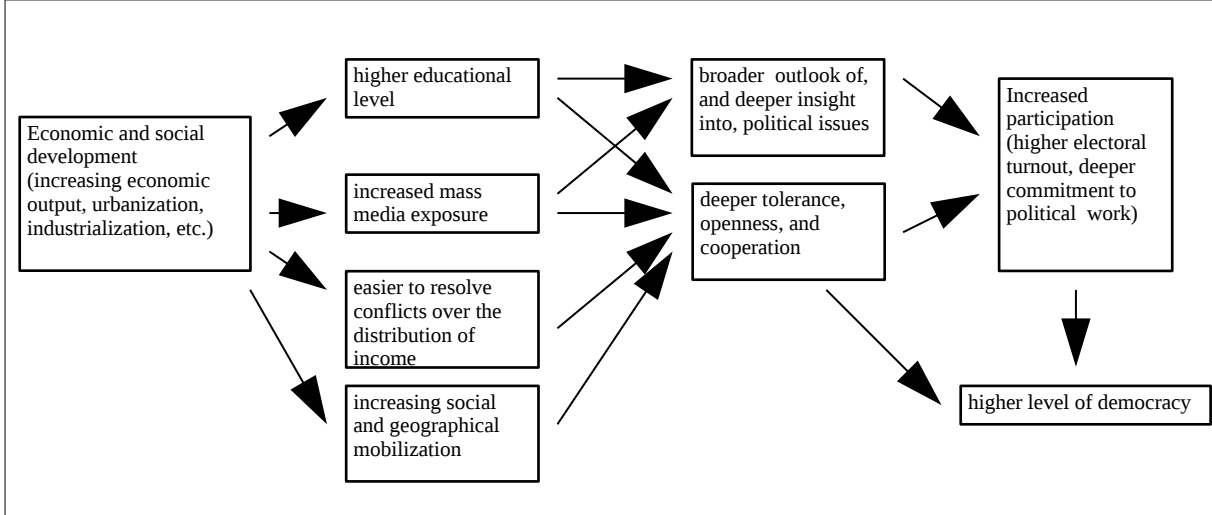 Economic and social
development
(increasing economic
output, urbanization,
industrialization, etc.)
higher educational
level
increased mass
media exposure
easier to resolve
conflicts over the
distribution of
income
increasing social
and geographical
mobilization
broader outlook of,
and deeper insight
into, political issues
deeper tolerance,
openness, and
cooperation
Increased
participation
(higher electoral
turnout, deeper
commitment to
political work)
higher level of democracy